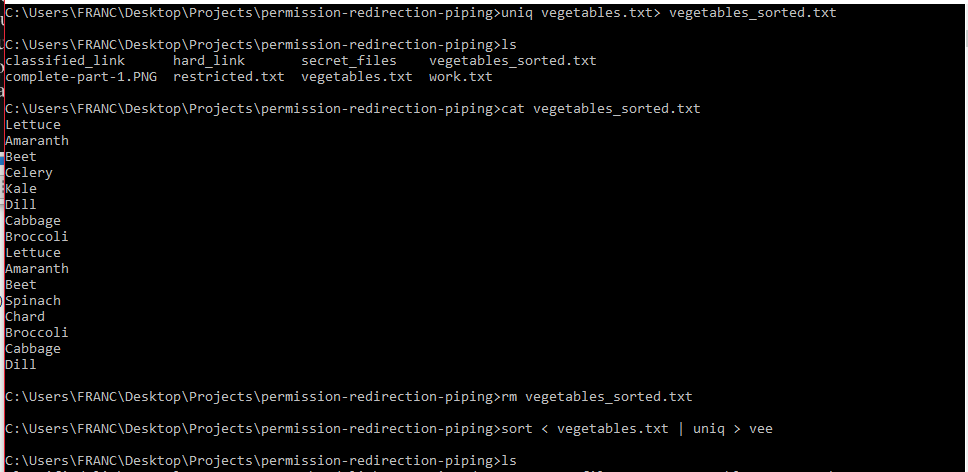 C:\Users\FRANC\Desktop\Projects\permission-redirection-piping>uniq vegetables.txt> vegetables_sorted.txt
C:\Users\FRANC\Desktop\Projects\permission-redirection-piping>ls
classified_link hard_link secret_files vegetables_sorted.txt
complete-part-1.PNG restricted.txt vegetables.txt work.txt
C:\Users\FRANC\Desktop\Projects\permission-redirection-piping>cat vegetables_sorted.txt
Lettuce
Amaranth
Beet
Celery
Kale
Dill
Cabbage
Broccoli
Lettuce
Amaranth
Beet
Spinach
Chard
Broccoli
Cabbage
Dill
C:\Users\FRANC\Desktop\Projects\permission-redirection-piping>rm vegetables_sorted.txt
C:\Users\FRANC\Desktop\Projects\permission-redirection-piping>sort < vegetables.txt | uniq > vee
C:\Users\FRANC\Desktop\Projects\permission-redirection-piping>ls